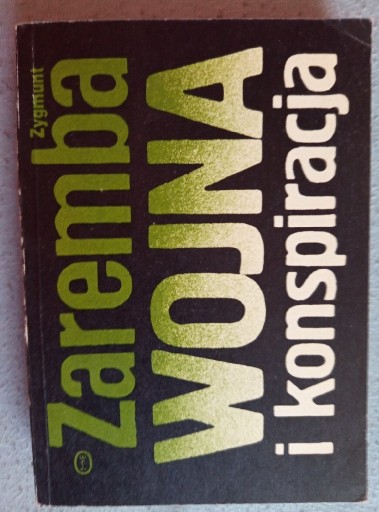 Zygmunt
Zaremba
WOJNA
i konspiracja